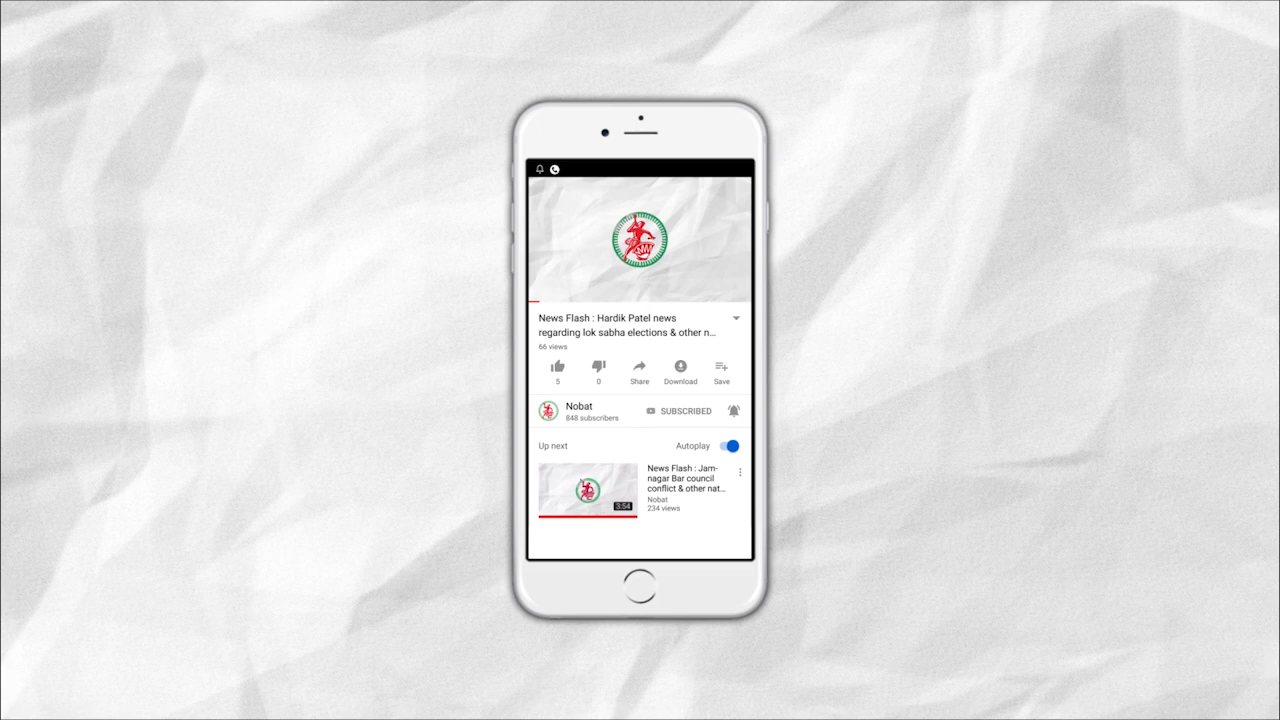 News Flash : Hardik Patel news
regarding lok sabha elections & other n...
66 views
5
0
Share
Download
Save
Nobat
848 subscribers
SUBSCRIBED
Up next
Autoplay
News Flash : Jam-
nagar Bar council
conflict & other nat...
Nobat
234 views
3:54